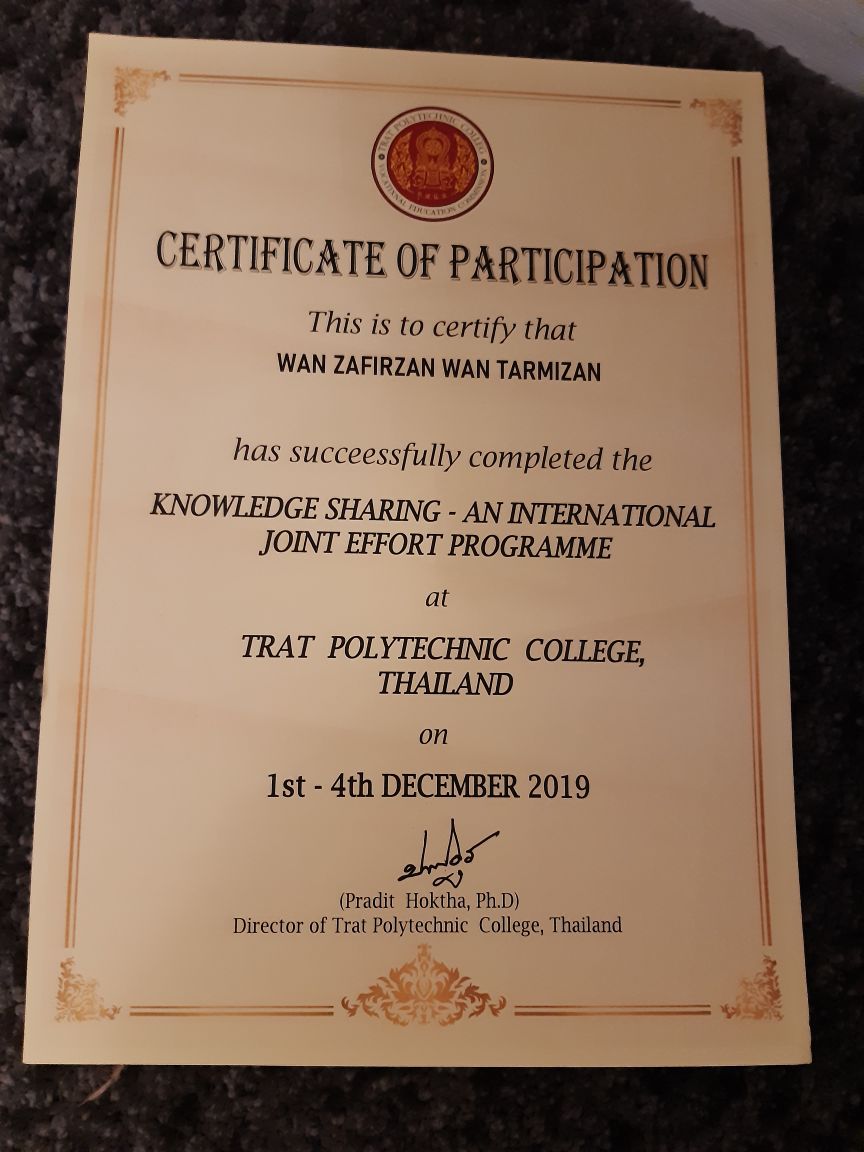 TRAT POLYTECHNIC COLLEG
VOCATIONAL EDUCATION COMMISSION
CERTIFICATE OF PARTICIPATION
This is to certify that
WAN ZAFIRZAN WAN TARMIZAN
has succeessfully completed the
KNOWLEDGE SHARING - AN INTERNATIONAL
JOINT EFFORT PROGRAMME
at
TRAT POLYTECHNIC COLLEGE,
THAILAND
on
1st - 4th DECEMBER 2019
(Pradit Hoktha, Ph.D)
Director of Trat Polytechnic College, Thailand